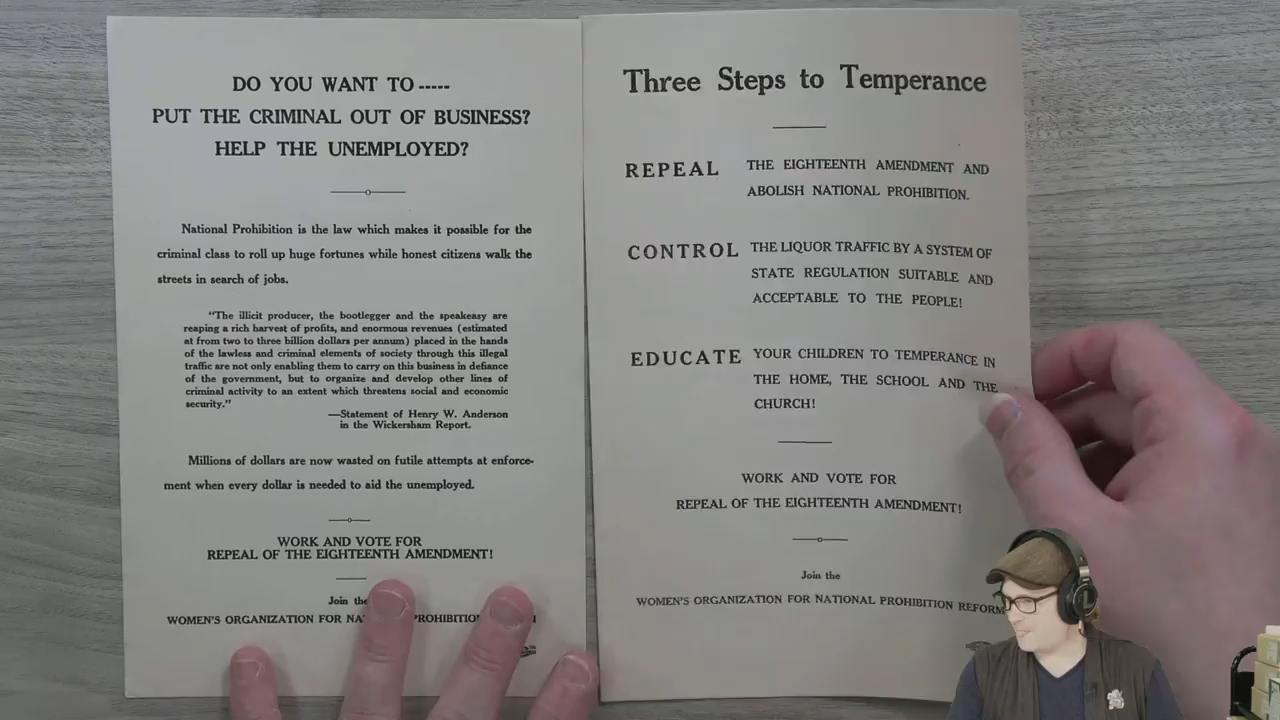 DO YOU WANT TO -----
PUT THE CRIMINAL OUT OF BUSINESS?
HELP THE UNEMPLOYED?
National Prohibition is the law which makes it possible for the
criminal class to roll up huge fortunes while honest citizens walk the
streets in search of jobs.
"The illicit producer, the bootlegger and the speakeasy are
reaping a rich harvest of profits, and enormous revenues (estimated
at from two to three billion dollars per annum) placed in the hands
of the lawless and criminal elements of society through this illegal
traffic are not only enabling them to carry on this business in defiance
of the government, but to organize and develop other lines of
criminal activity to an extent which threatens social and economic
security."
—Statement of Henry W. Anderson
in the Wickersham Report.
Millions of dollars are now wasted on futile attempts at enforce-
ment when every dollar is needed to aid the unemployed.
WORK AND VOTE FOR
REPEAL OF THE EIGHTEENTH AMENDMENT!
Join the
WOMEN'S ORGANIZATION FOR PROHIBITION
Three Steps to Temperance
REPEAL THE EIGHTEENTH AMENDMENT AND
ABOLISH NATIONAL PROHIBITION.
CONTROL THE LIQUOR TRAFFIC BY A SYSTEM OF
STATE REGULATION SUITABLE AND
ACCEPTABLE TO THE PEOPLE!
EDUCATE YOUR CHILDREN TO TEMPERANCE IN
THE HOME, THE SCHOOL AND THE
CHURCH!
WORK AND VOTE FOR
REPEAL OF THE EIGHTEENTH AMENDMENT!
Join the
WOMEN'S ORGANIZATION FOR NATIONAL PROHIBITION REFORM